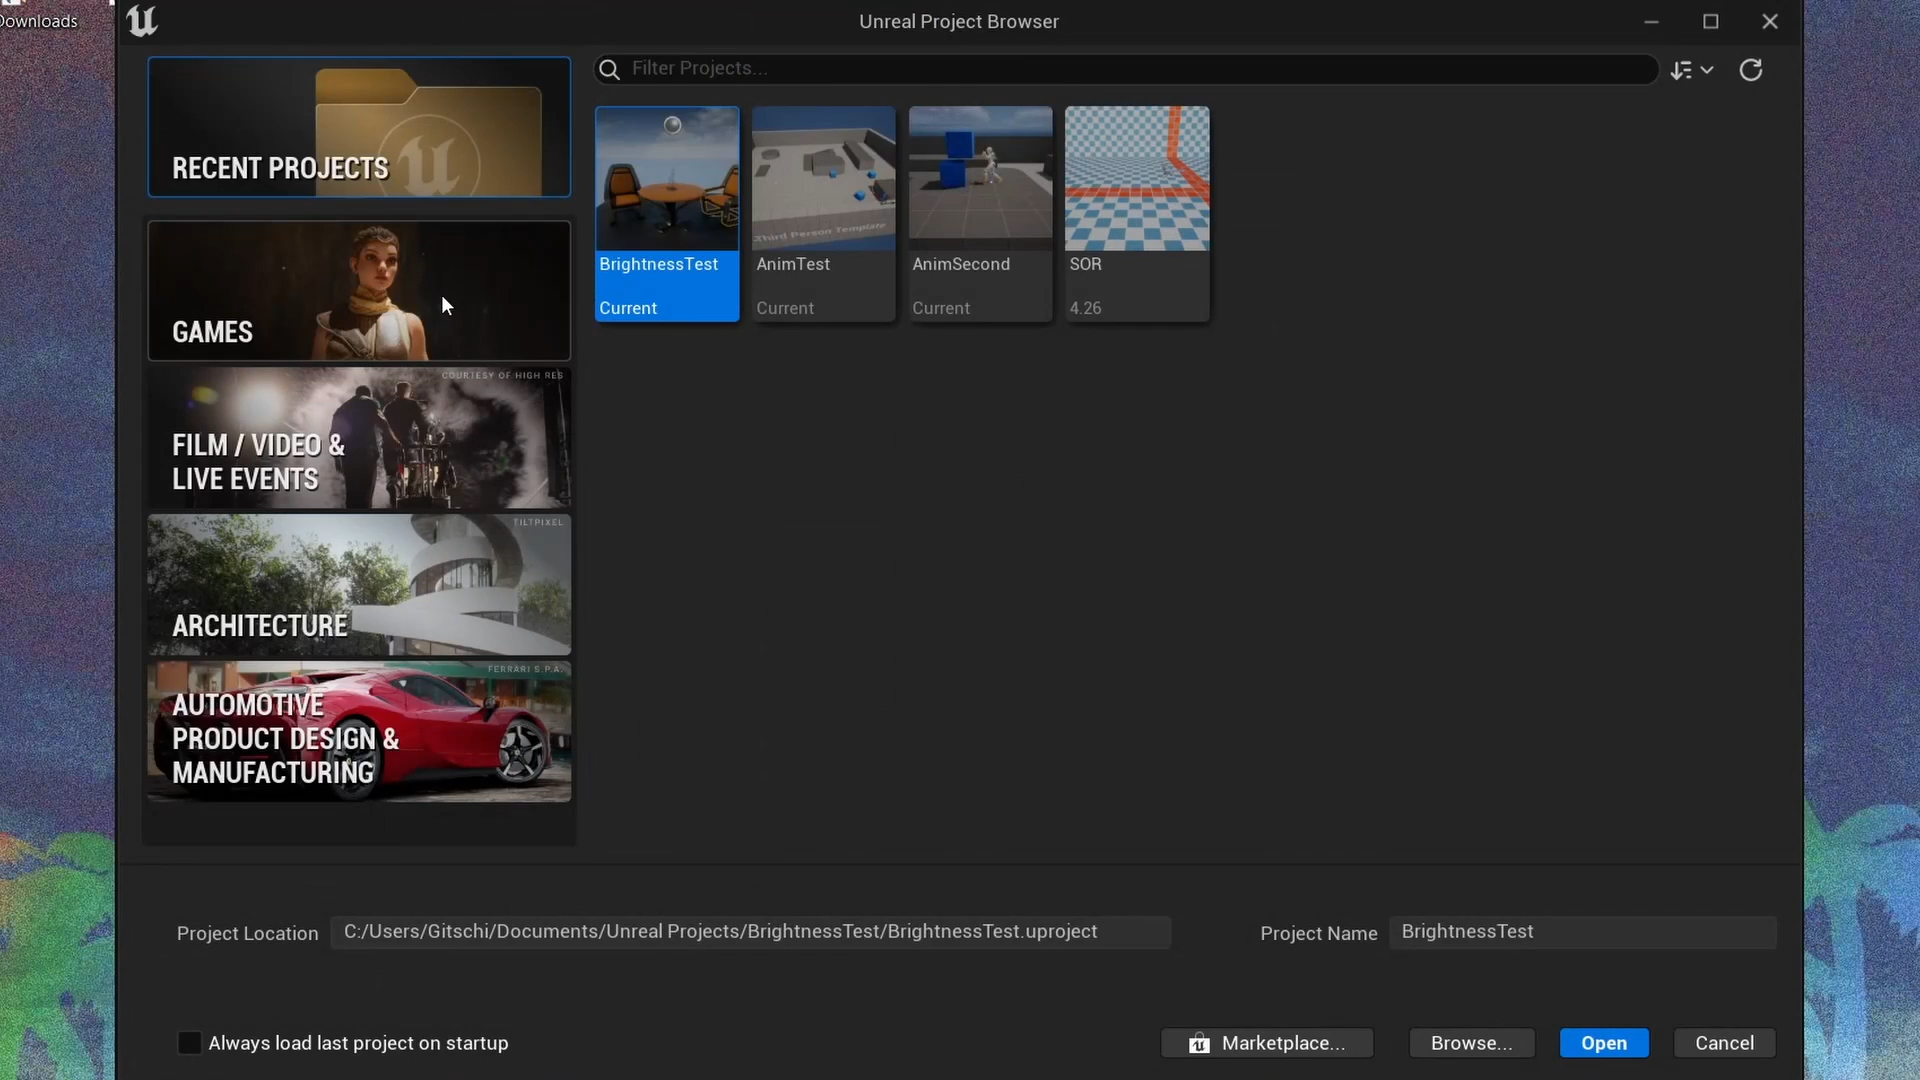 Downloads
Unreal Project Browser
Filter Projects...
RECENT PROJECTS
GAMES
COURTESY OF HIGH RES
FILM / VIDEO &
LIVE EVENTS
TILTPIXEL
ARCHITECTURE
FERRARI S.P.A.
AUTOMOTIVE
PRODUCT DESIGN &
MANUFACTURING
BrightnessTest
Current
Third Person Template
AnimTest
Current
AnimSecond
Current
SOR
4.26
Project Location
C:/Users/Gitschi/Documents/Unreal Projects/BrightnessTest/BrightnessTest.uproject
Project Name
BrightnessTest
Always load last project on startup
Marketplace...
Browse...
Open
Cancel